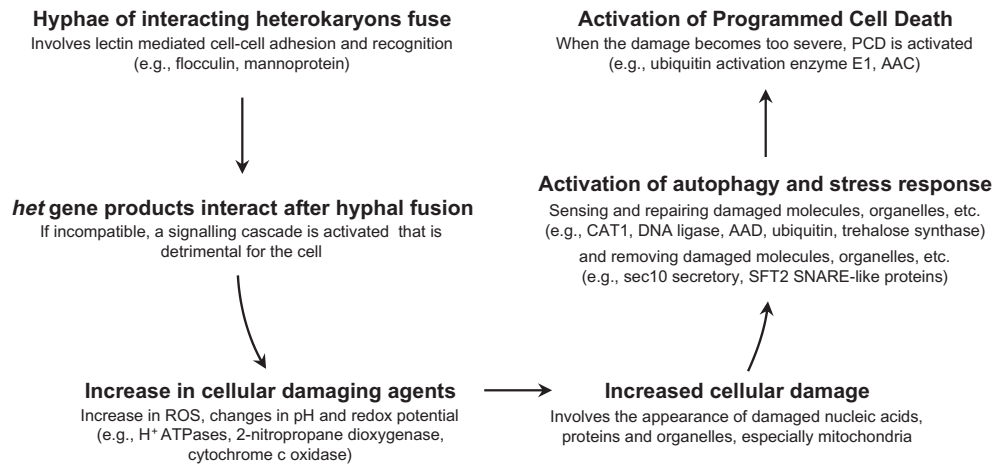 Hyphae of interacting heterokaryons fuse
Involves lectin mediated cell-cell adhesion and recognition
(e.g., flocculin, mannoprotein)
het gene products interact after hyphal fusion
If incompatible, a signalling cascade is activated that is
detrimental for the cell
Increase in cellular damaging agents
Increase in ROS, changes in pH and redox potential
(e.g., H⁺ ATPases, 2-nitropropane dioxygenase,
cytochrome c oxidase)
Increased cellular damage
Involves the appearance of damaged nucleic acids,
proteins and organelles, especially mitochondria
Activation of autophagy and stress response
Sensing and repairing damaged molecules, organelles, etc.
(e.g., CAT1, DNA ligase, AAD, ubiquitin, trehalose synthase)
and removing damaged molecules, organelles, etc.
(e.g., sec10 secretory, SFT2 SNARE-like proteins)
Activation of Programmed Cell Death
When the damage becomes too severe, PCD is activated
(e.g., ubiquitin activation enzyme E1, AAC)